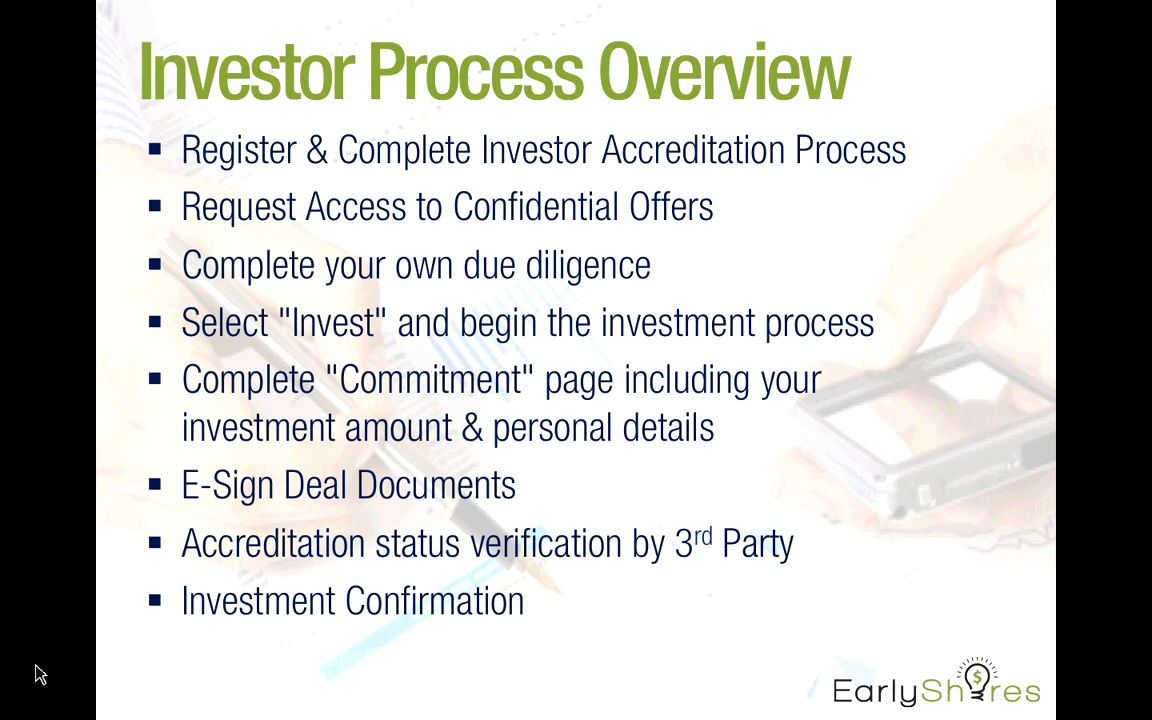 Investor Process Overview
▪ Register & Complete Investor Accreditation Process
▪ Request Access to Confidential Offers
▪ Complete your own due diligence
▪ Select "Invest" and begin the investment process
▪ Complete "Commitment" page including your
investment amount & personal details
▪ E-Sign Deal Documents
▪ Accreditation status verification by 3rd Party
▪ Investment Confirmation
$
EarlyShares